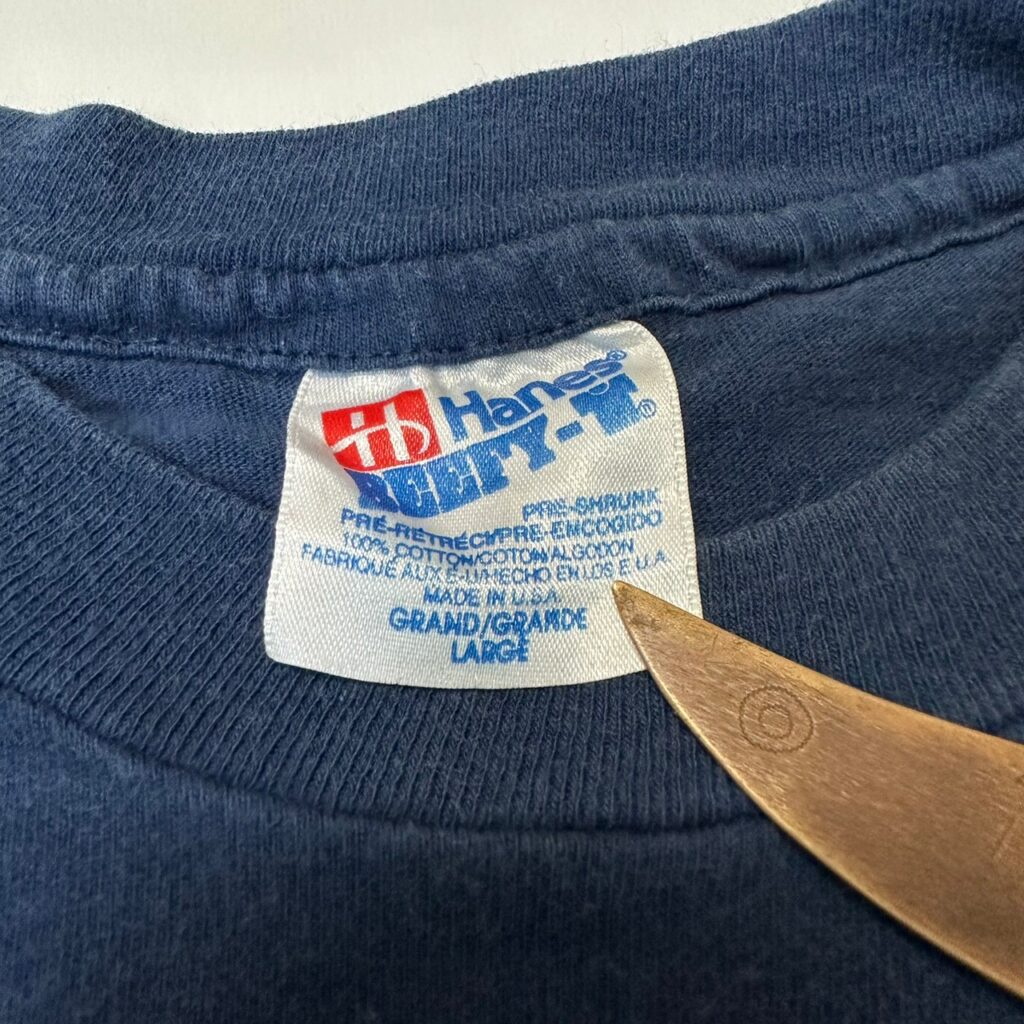 Hanes®
BEEFY-T®
PRE-SHRUNK
PRÉ-RÉTRÉCI/PRE-ENCOGIDO
100% COTTON/COTON/ALGODON
FABRIQUÉ AUX E-U/HECHO EN LOS E U.A
MADE IN U.S.A.
GRAND/GRANDE
LARGE